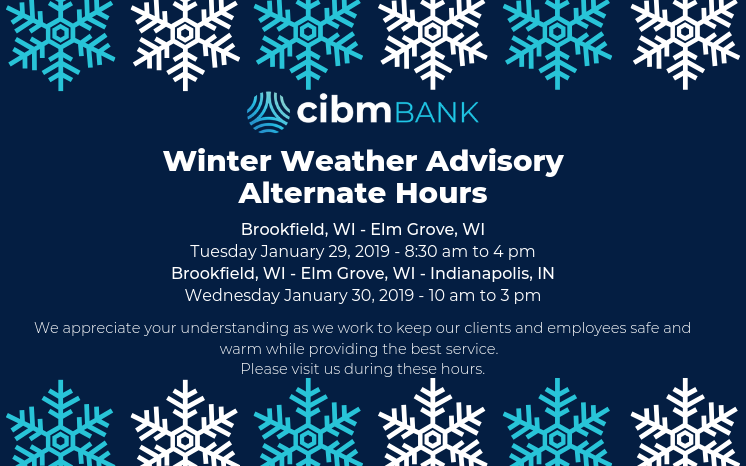 cibm BANK
Winter Weather Advisory
Alternate Hours
Brookfield, WI - Elm Grove, WI
Tuesday January 29, 2019 - 8:30 am to 4 pm
Brookfield, WI - Elm Grove, WI - Indianapolis, IN
Wednesday January 30, 2019 - 10 am to 3 pm
We appreciate your understanding as we work to keep our clients and employees safe and
warm while providing the best service.
Please visit us during these hours.